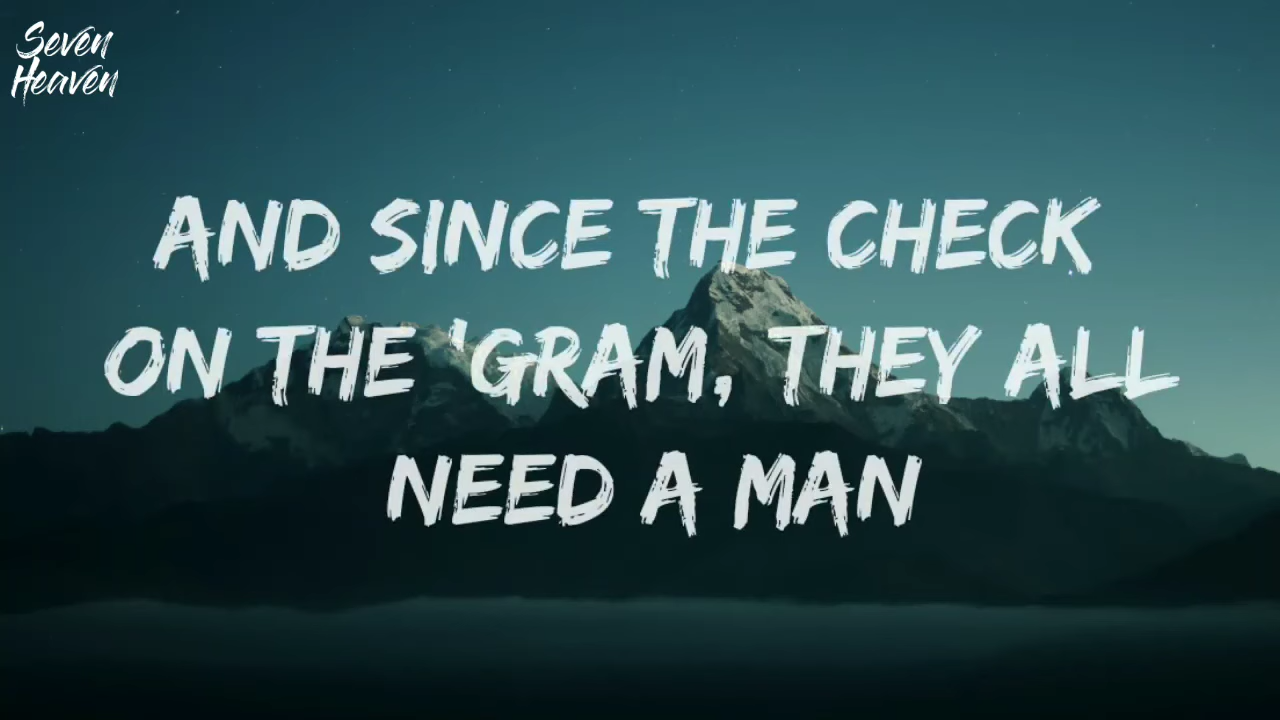 Seven
Heaven
AND SINCE THE CHECK
ON THE 'GRAM, THEY ALL
NEED A MAN